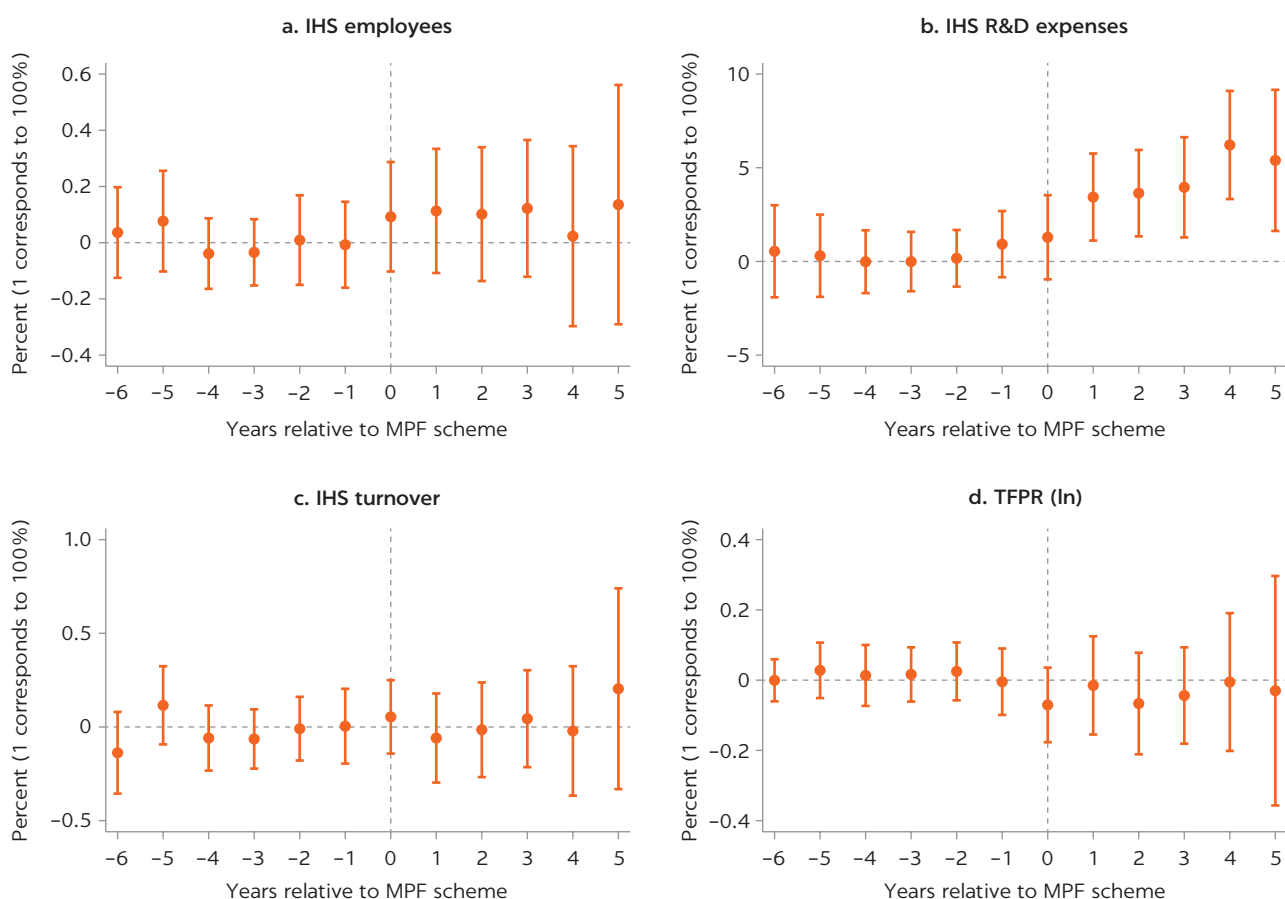 a. IHS employees
Percent (1 corresponds to 100%)
0.6
0.4
0.2
0
−0.2
−0.4
−6 −5 −4 −3 −2 −1 0 1 2 3 4 5
Years relative to MPF scheme
b. IHS R&D expenses
Percent (1 corresponds to 100%)
10
5
0
−5
−6 −5 −4 −3 −2 −1 0 1 2 3 4 5
Years relative to MPF scheme
c. IHS turnover
Percent (1 corresponds to 100%)
1.0
0.5
0
−0.5
−6 −5 −4 −3 −2 −1 0 1 2 3 4 5
Years relative to MPF scheme
d. TFPR (ln)
Percent (1 corresponds to 100%)
0.4
0.2
0
−0.2
−0.4
−6 −5 −4 −3 −2 −1 0 1 2 3 4 5
Years relative to MPF scheme